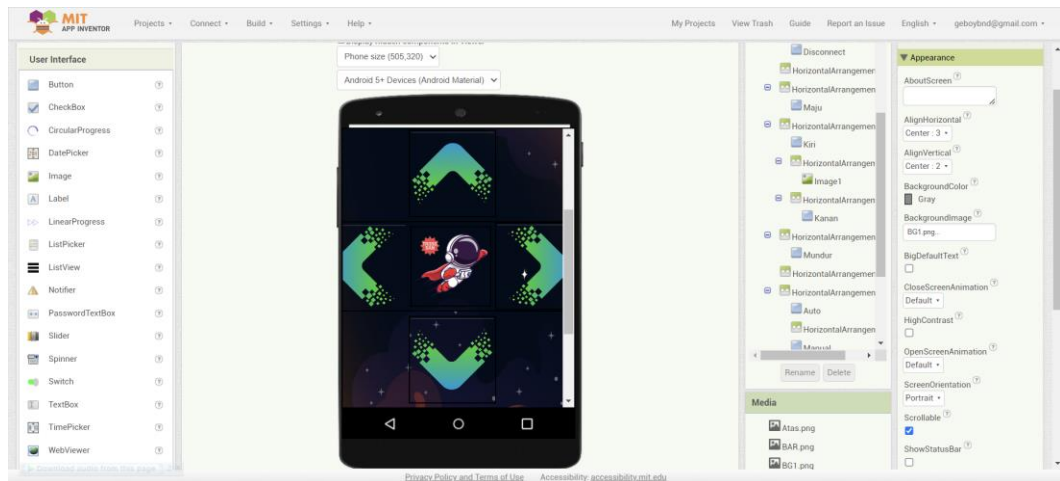 MIT
APP INVENTOR
Projects
Connect
Build
Settings
Help
My Projects
View Trash
Guide
Report an Issue
English
geboybnd@gmail.com
User Interface
Button
CheckBox
CircularProgress
DatePicker
Image
Label
LinearProgress
ListPicker
ListView
Notifier
PasswordTextBox
Slider
Spinner
Switch
TextBox
TimePicker
WebViewer
Phone size (505,320)
Android 5+ Devices (Android Material)
Disconnect
HorizontalArrangemen
HorizontalArrangemen
Maju
HorizontalArrangemen
Kiri
HorizontalArrangen
Image1
HorizontalArrangen
Kanan
HorizontalArrangemen
Mundur
HorizontalArrangemen
HorizontalArrangemen
Auto
HorizontalArrangen
Manual
Rename
Delete
Media
Atas.png
BAR.png
BG1.png
Appearance
AboutScreen
AlignHorizontal
Center : 3
AlignVertical
Center : 2
BackgroundColor
Gray
BackgroundImage
BG1.png...
BigDefaultText
CloseScreenAnimation
Default
HighContrast
OpenScreenAnimation
Default
ScreenOrientation
Portrait
Scrollable
ShowStatusBar
Privacy Policy and Terms of Use
Accessibility: accessibility.mit.edu